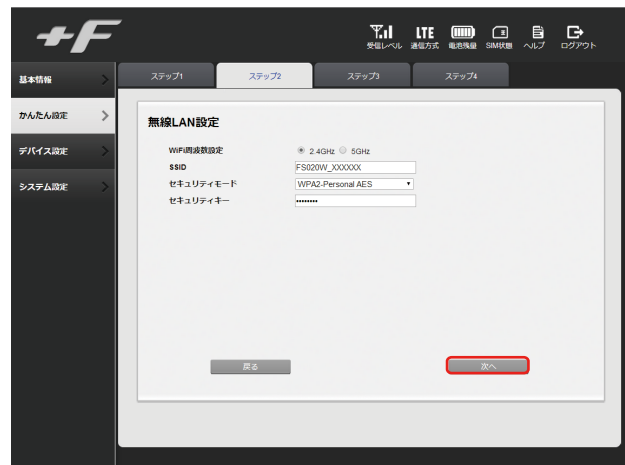 +F
LTE
受信レベル 通信方式 電池残量 SIM状態 ヘルプ ログアウト
基本情報
かんたん設定
デバイス設定
システム設定
ステップ1 ステップ2 ステップ3 ステップ4
無線LAN設定
WiFi周波数設定 2.4GHz 5GHz
SSID FS020W_XXXXXX
セキュリティモード WPA2-Personal AES
セキュリティキー ••••••••
戻る 次へ